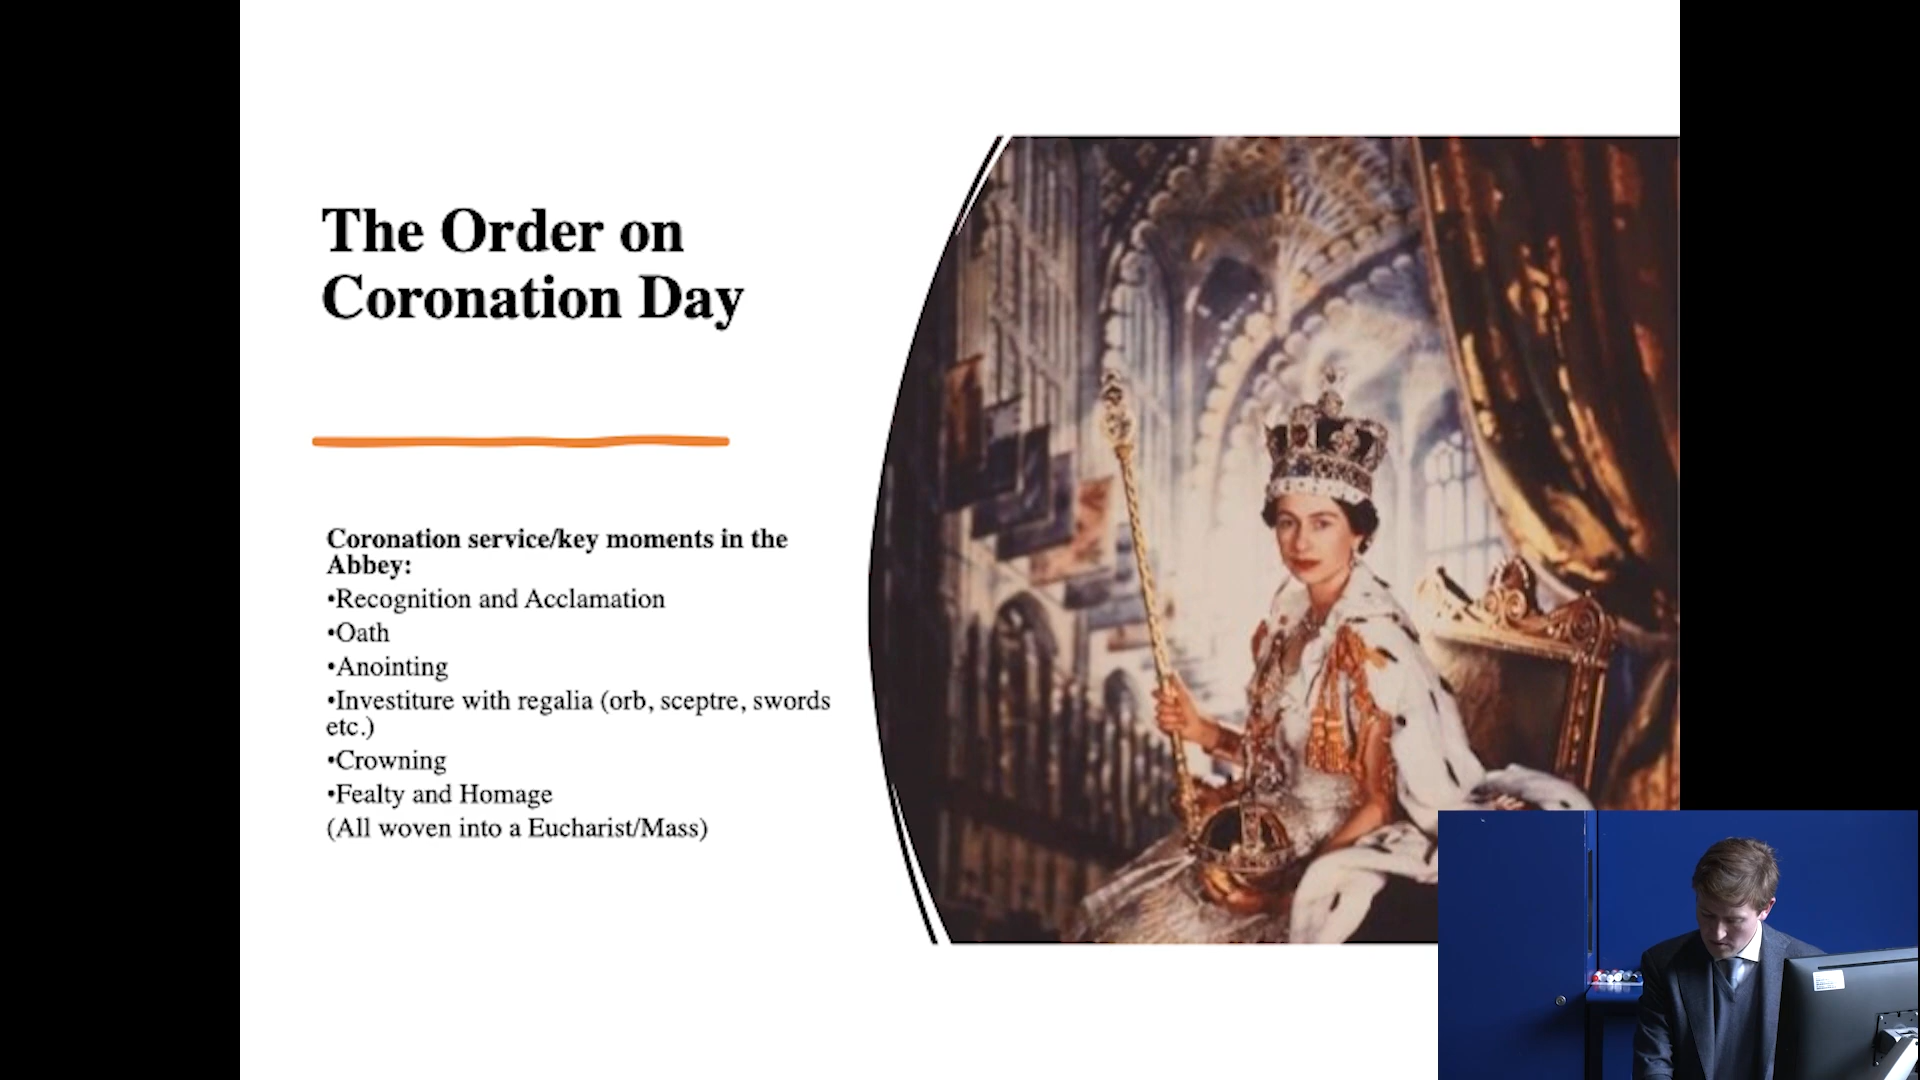 The Order on
Coronation Day
Coronation service/key moments in the
Abbey:
•Recognition and Acclamation
•Oath
•Anointing
•Investiture with regalia (orb, sceptre, swords
etc.)
•Crowning
•Fealty and Homage
(All woven into a Eucharist/Mass)